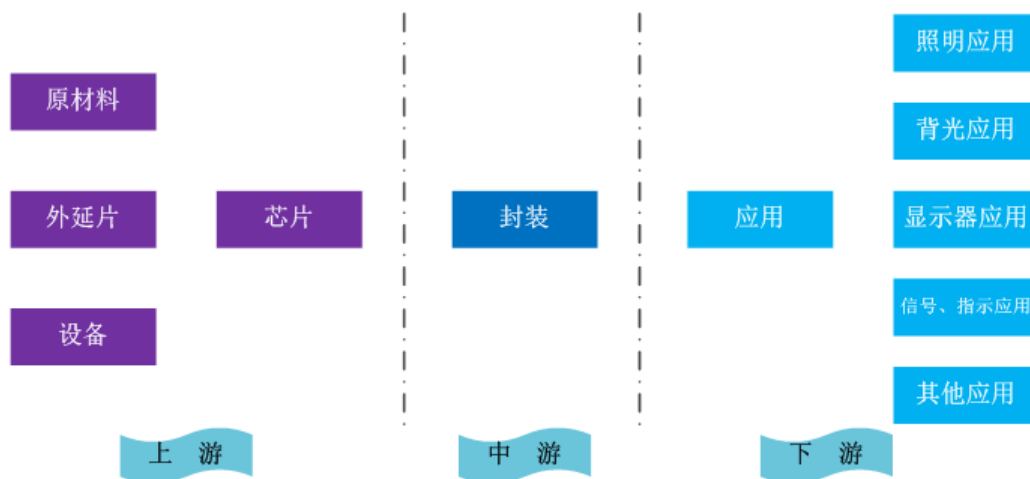 照明应用
原材料
背光应用
外延片
芯片
封装
应用
显示器应用
信号、指示应用
设备
其他应用
上 游
中 游
下 游